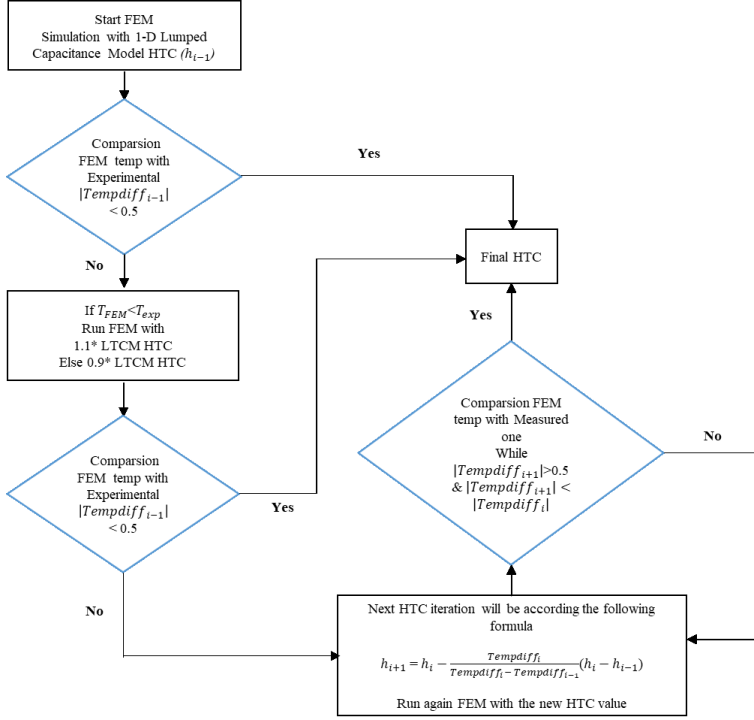 Start FEM
Simulation with 1-D Lumped
Capacitance Model HTC (h_{i−1})
Comparsion
FEM temp with
Experimental
|Tempdiff_{i−1}|
< 0.5
Yes
No
Final HTC
If T_{FEM}<T_{exp}
Run FEM with
1.1* LTCM HTC
Else 0.9* LTCM HTC
Yes
Comparsion FEM
temp with Measured
one
While
|Tempdiff_{i+1}|>0.5
& |Tempdiff_{i+1}| <
|Tempdiff_i|
No
Comparsion
FEM temp with
Experimental
|Tempdiff_{i−1}|
< 0.5
Yes
No
Next HTC iteration will be according the following
formula
h_{i+1} = h_i − \frac{Tempdiff_i}{Tempdiff_i−Tempdiff_{i−1}}(h_i − h_{i−1})
Run again FEM with the new HTC value